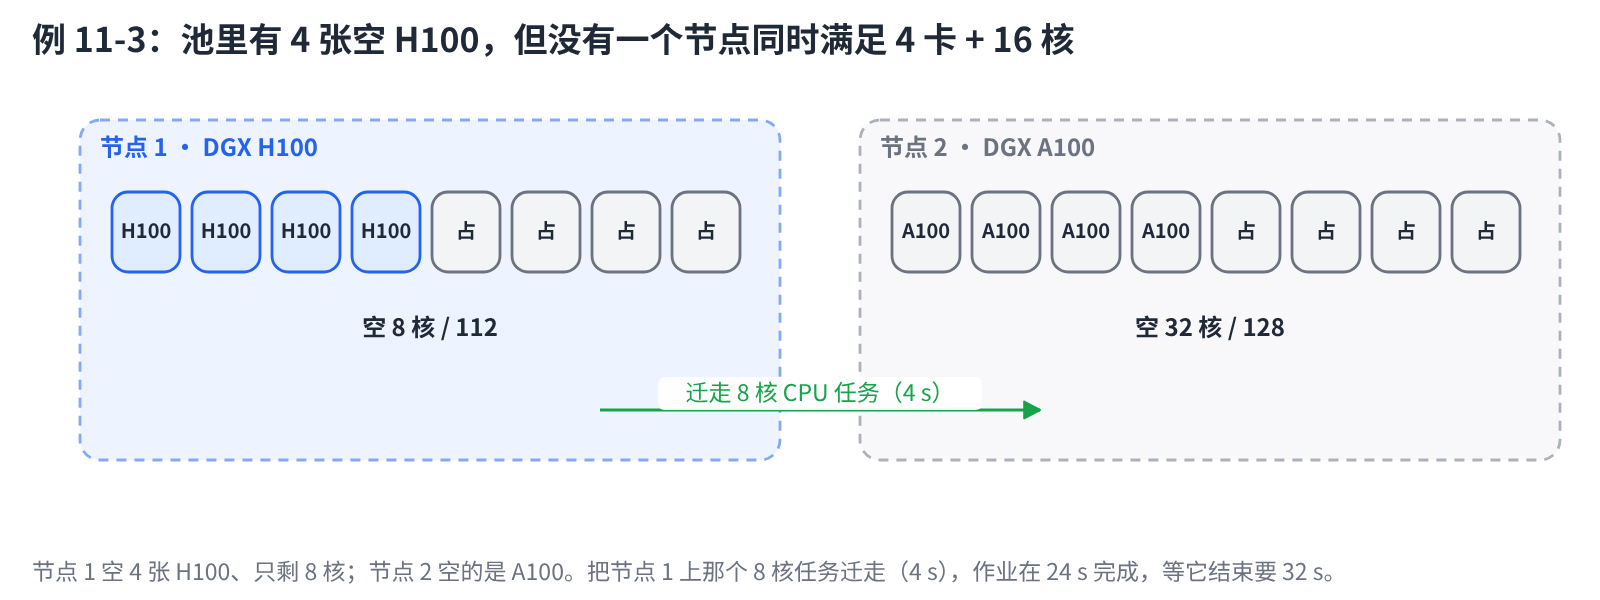 例 11-3：池里有 4 张空 H100，但没有一个节点同时满足 4 卡 + 16 核
节点 1 · DGX H100
H100 H100 H100 H100 占 占 占 占
空 8 核 / 112
节点 2 · DGX A100
A100 A100 A100 A100 占 占 占 占
空 32 核 / 128
迁走 8 核 CPU 任务（4 s）
节点 1 空 4 张 H100、只剩 8 核；节点 2 空的是 A100。把节点 1 上那个 8 核任务迁走（4 s），作业在 24 s 完成，等它结束要 32 s。